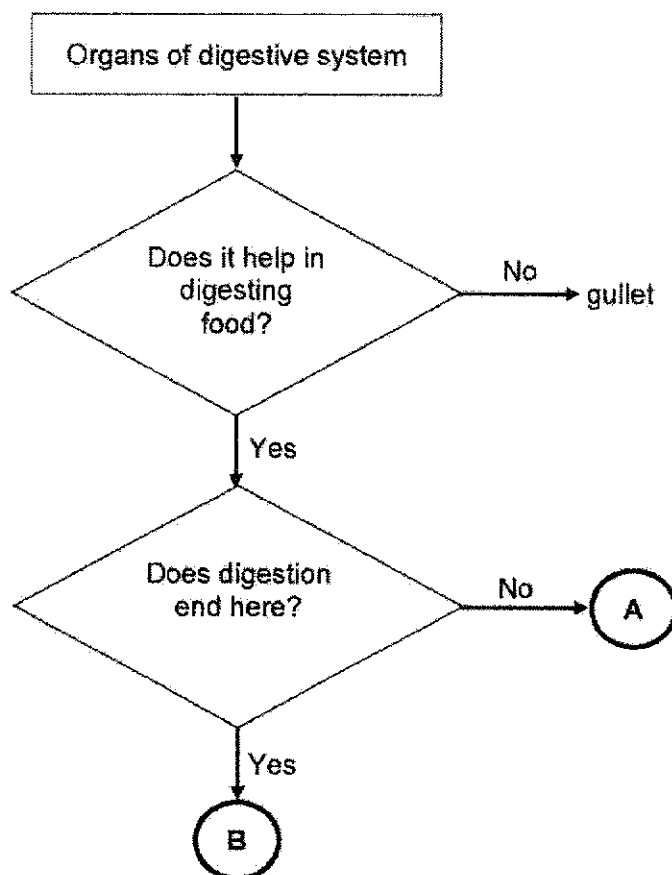 Organs of digestive system
Does it help in
digesting
food?
No
gullet
Yes
Does digestion
end here?
No
A
Yes
B